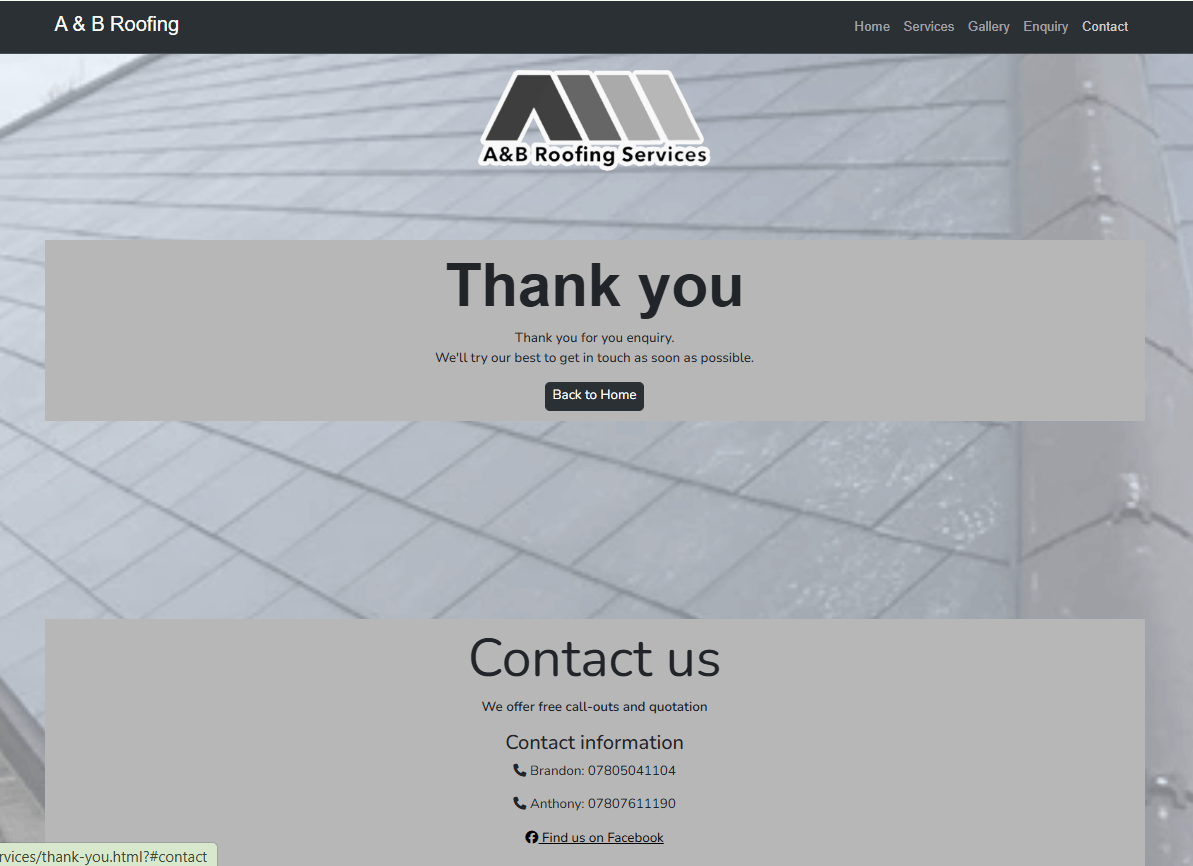 A & B Roofing
Home Services Gallery Enquiry Contact
A&B Roofing Services
Thank you
Thank you for you enquiry.
We'll try our best to get in touch as soon as possible.
Back to Home
Contact us
We offer free call-outs and quotation
Contact information
Brandon: 07805041104
Anthony: 07807611190
Find us on Facebook
rvices/thank-you.html?#contact